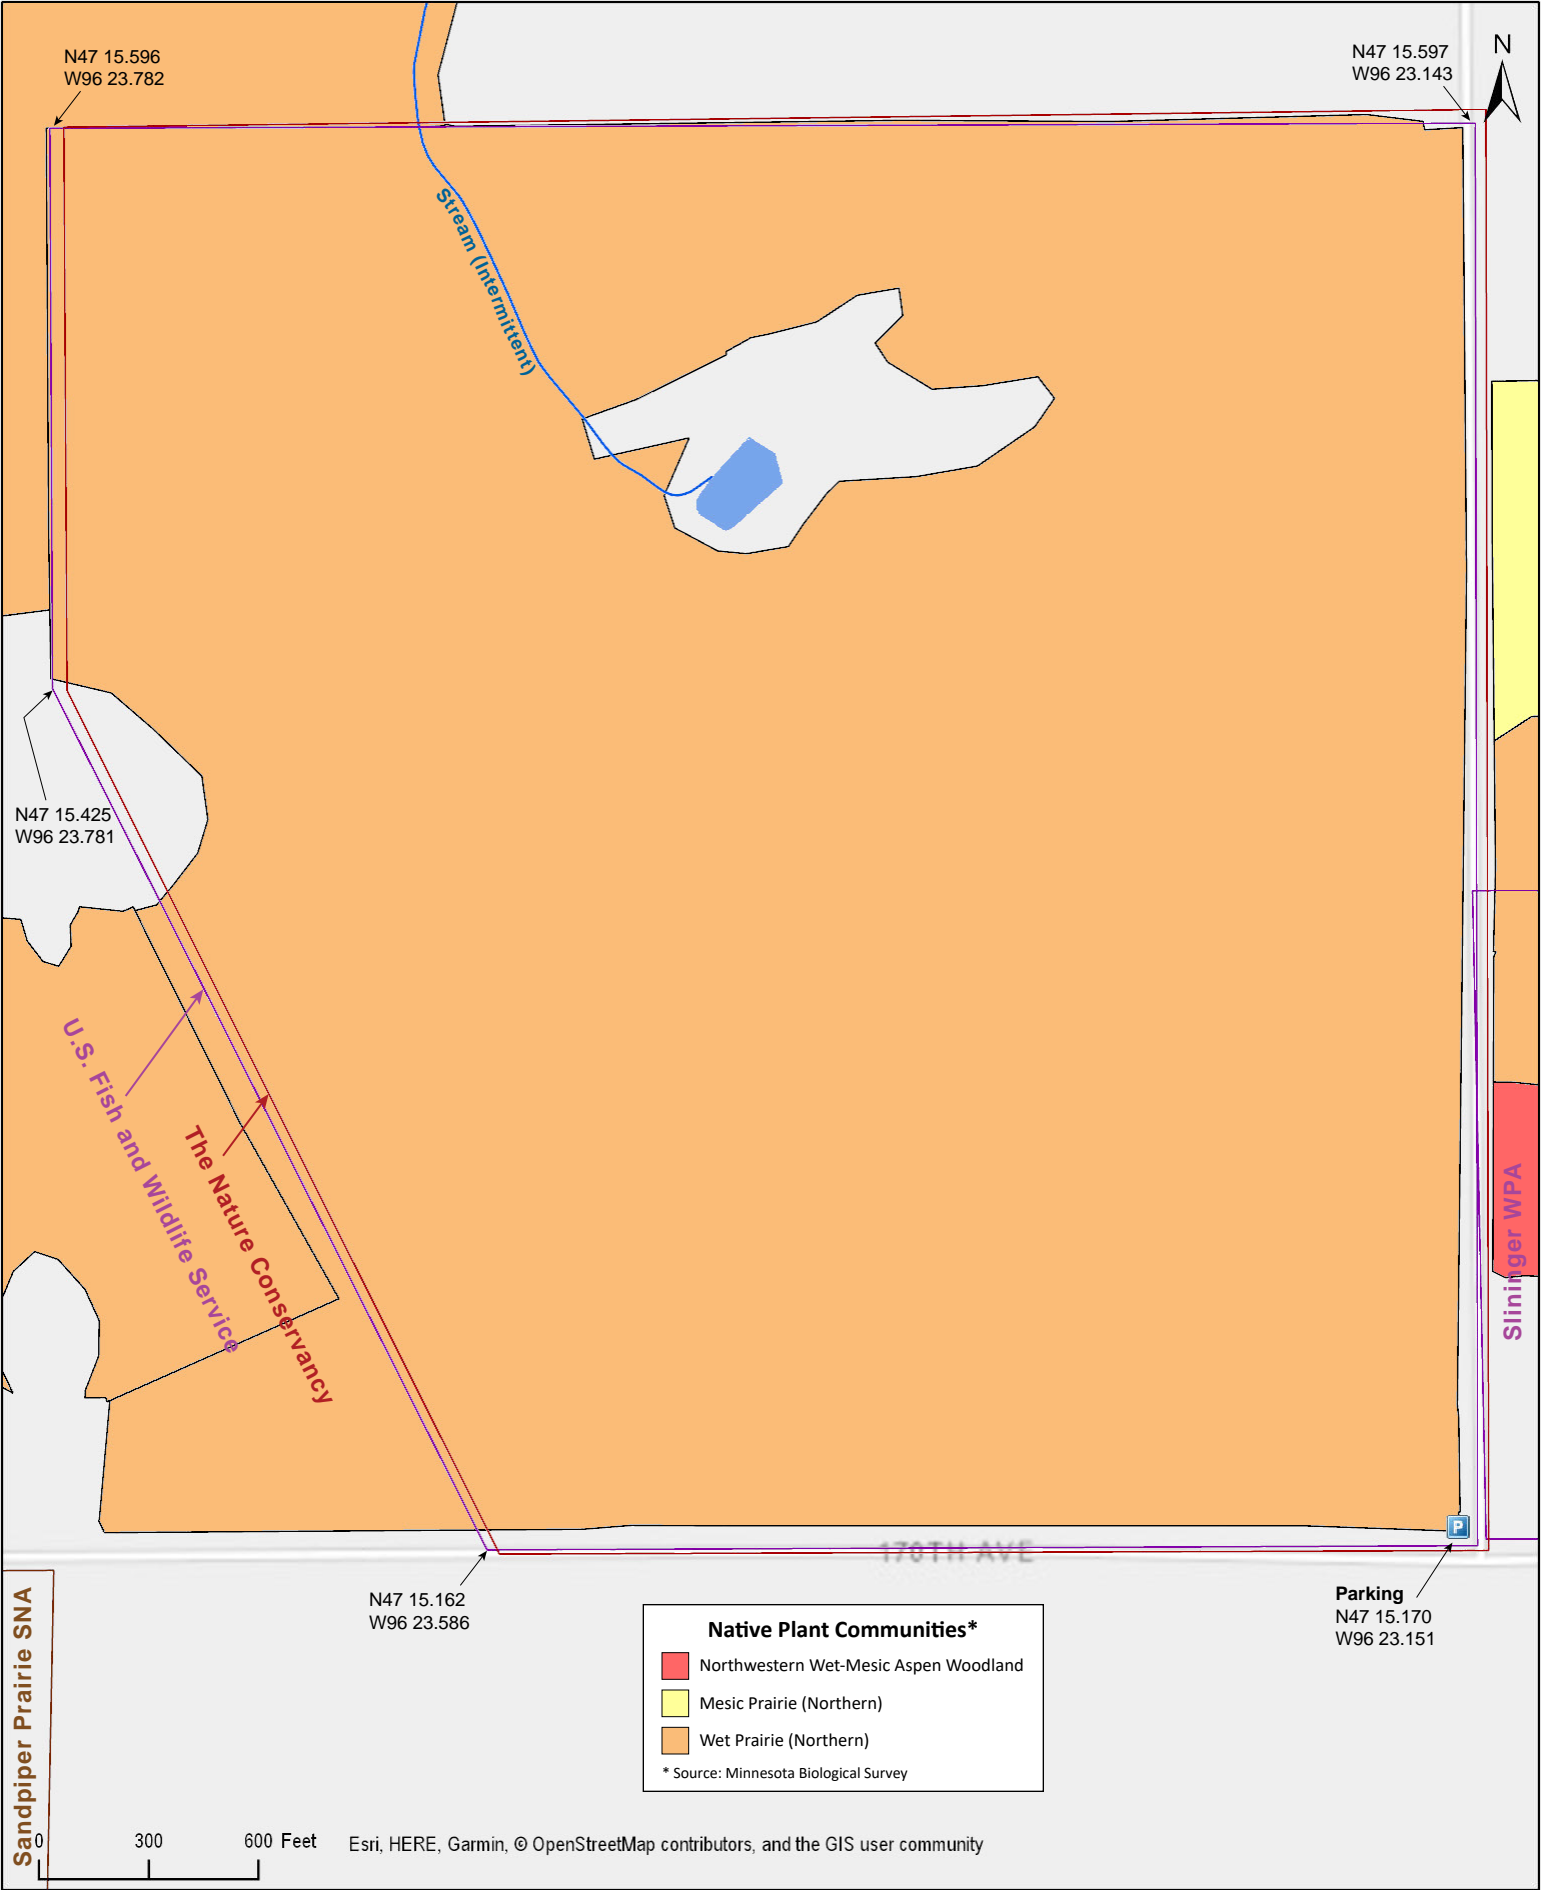 N47 15.596
W96 23.782
N47 15.597
W96 23.143
N
Stream (Intermittent)
N47 15.425
W96 23.781
U.S. Fish and Wildlife Service
The Nature Conservancy
Slininger WPA
P
170TH AVE
N47 15.162
W96 23.586
Parking
N47 15.170
W96 23.151
Native Plant Communities*
Northwestern Wet-Mesic Aspen Woodland
Mesic Prairie (Northern)
Wet Prairie (Northern)
* Source: Minnesota Biological Survey
Sandpiper Prairie SNA
0 300 600 Feet
Esri, HERE, Garmin, © OpenStreetMap contributors, and the GIS user community